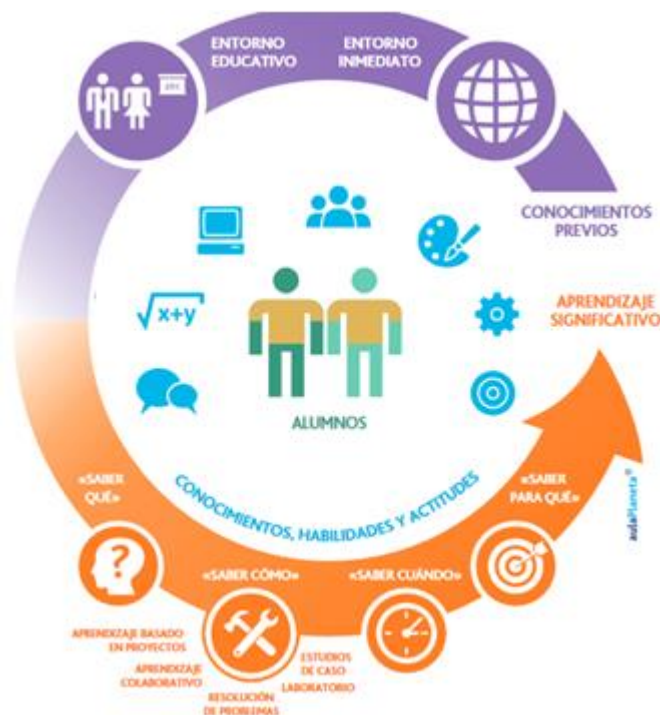 ENTORNO
EDUCATIVO
ENTORNO
INMEDIATO
CONOCIMIENTOS
PREVIOS
APRENDIZAJE
SIGNIFICATIVO
√x+y
ALUMNOS
CONOCIMIENTOS, HABILIDADES Y ACTITUDES
«SABER
QUÉ»
?
«SABER CÓMO»
«SABER CUÁNDO»
«SABER
PARA QUÉ»
aulaPlaneta®
APRENDIZAJE BASADO
EN PROYECTOS
APRENDIZAJE
COLABORATIVO
RESOLUCIÓN
DE PROBLEMAS
ESTUDIOS
DE CASO
LABORATORIO